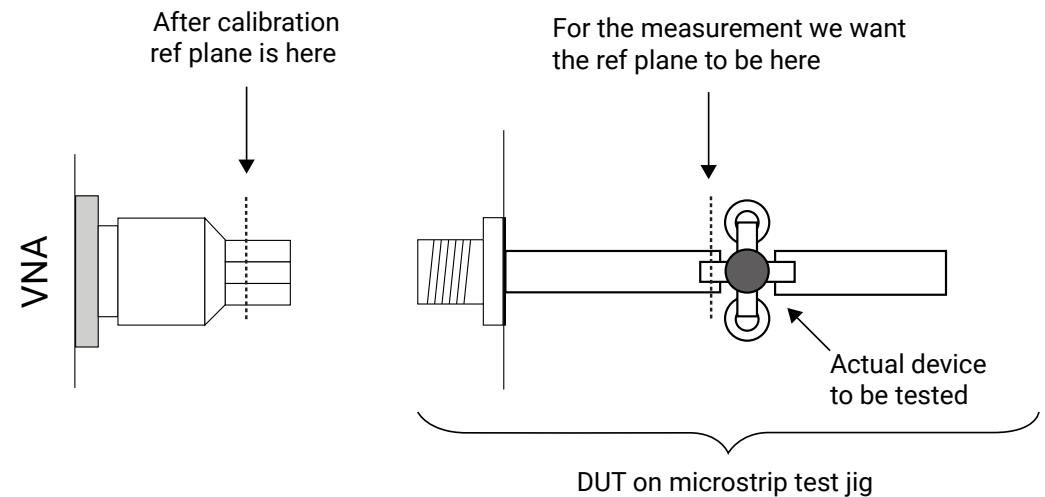 After calibration
ref plane is here
For the measurement we want
the ref plane to be here
VNA
Actual device
to be tested
DUT on microstrip test jig